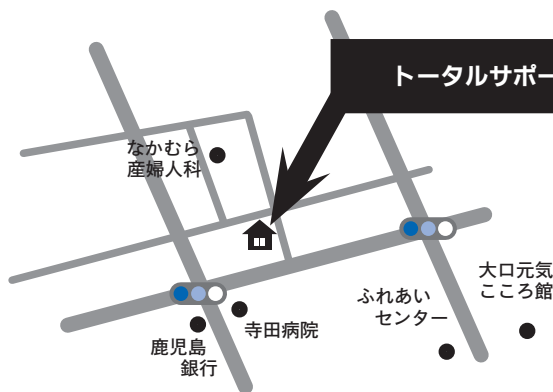 トータルサポー
なかむら
産婦人科
大口元気
こころ館
ふれあい
センター
寺田病院
鹿児島
銀行